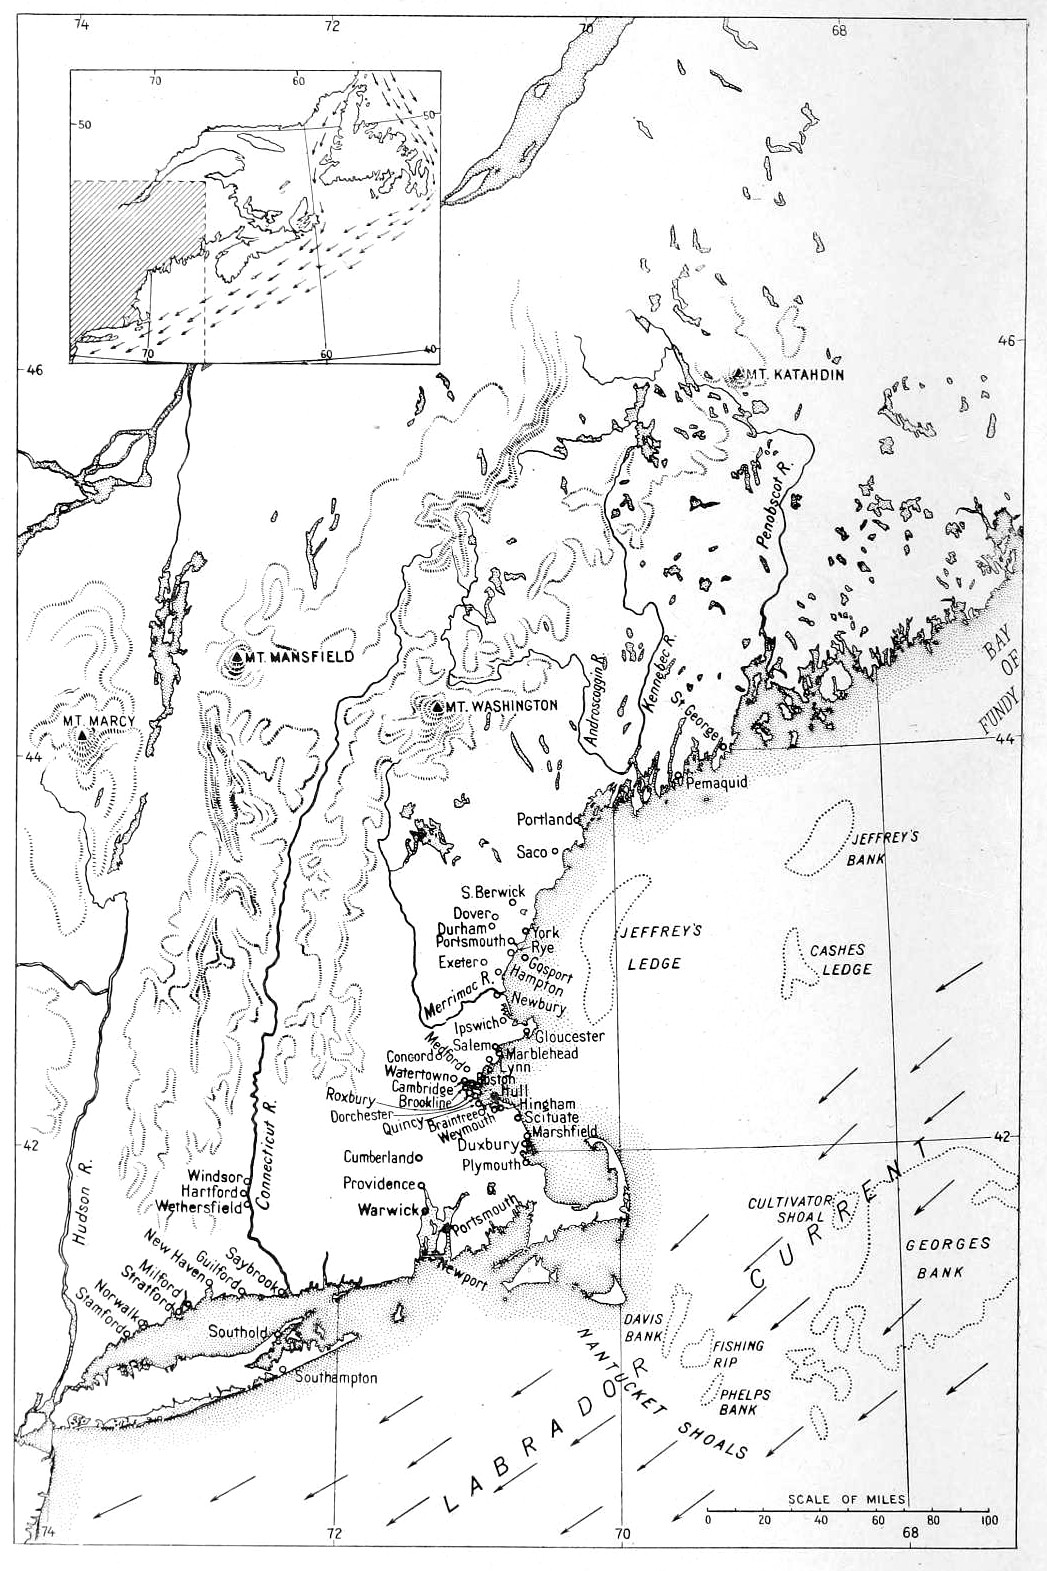 74
72
70
68
70
60
50
50
70
60
40
46
46
MT. KATAHDIN
Penobscot R.
BAY
OF
FUNDY
MT. MANSFIELD
MT. MARCY
MT. WASHINGTON
Androscoggin R.
Kennebec R.
St George
44
44
Pemaquid
Portland
Saco
JEFFREY'S
BANK
S. Berwick
Dover
Durham
Portsmouth
York
Rye
Exeter
Gosport
Hampton
JEFFREY'S
LEDGE
CASHES
LEDGE
Merrimac R.
Newbury
Ipswich
Gloucester
Medford
Salem
Marblehead
Concord
Lynn
Watertown
Boston
Cambridge
Hull
Roxbury
Brookline
Hingham
Dorchester
Quincy
Braintree
Weymouth
Scituate
Marshfield
42
42
Duxbury
Cumberland
Plymouth
Connecticut R.
Hudson R.
Windsor
Hartford
Wethersfield
Providence
Warwick
Portsmouth
CULTIVATOR
SHOAL
GEORGES
BANK
Saybrook
Guilford
New Haven
Milford
Stratford
Norwalk
Stamford
Newport
Southold
Southampton
DAVIS
BANK
FISHING
RIP
PHELPS
BANK
NANTUCKET SHOALS
LABRADOR CURRENT
SCALE OF MILES
0 20 40 60 80 100
74
72
70
68